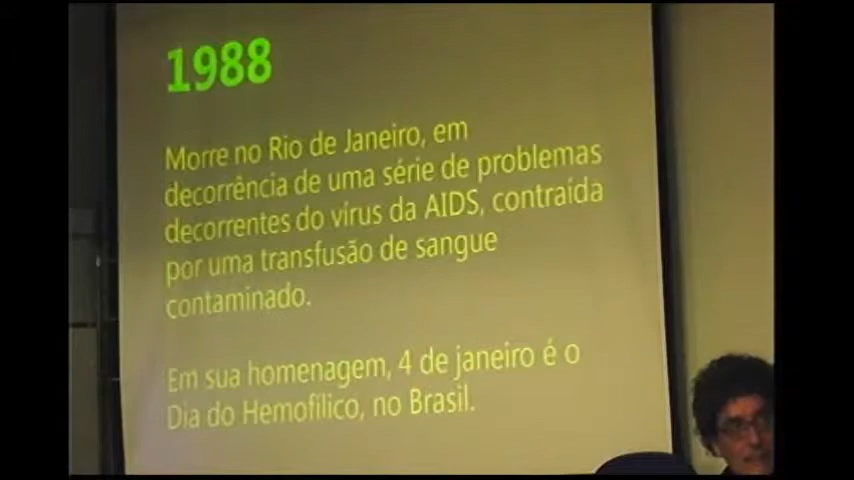 1988
Morre no Rio de Janeiro, em
decorrência de uma série de problemas
decorrentes do vírus da AIDS, contraída
por uma transfusão de sangue
contaminado.
Em sua homenagem, 4 de janeiro é o
Dia do Hemofílico, no Brasil.